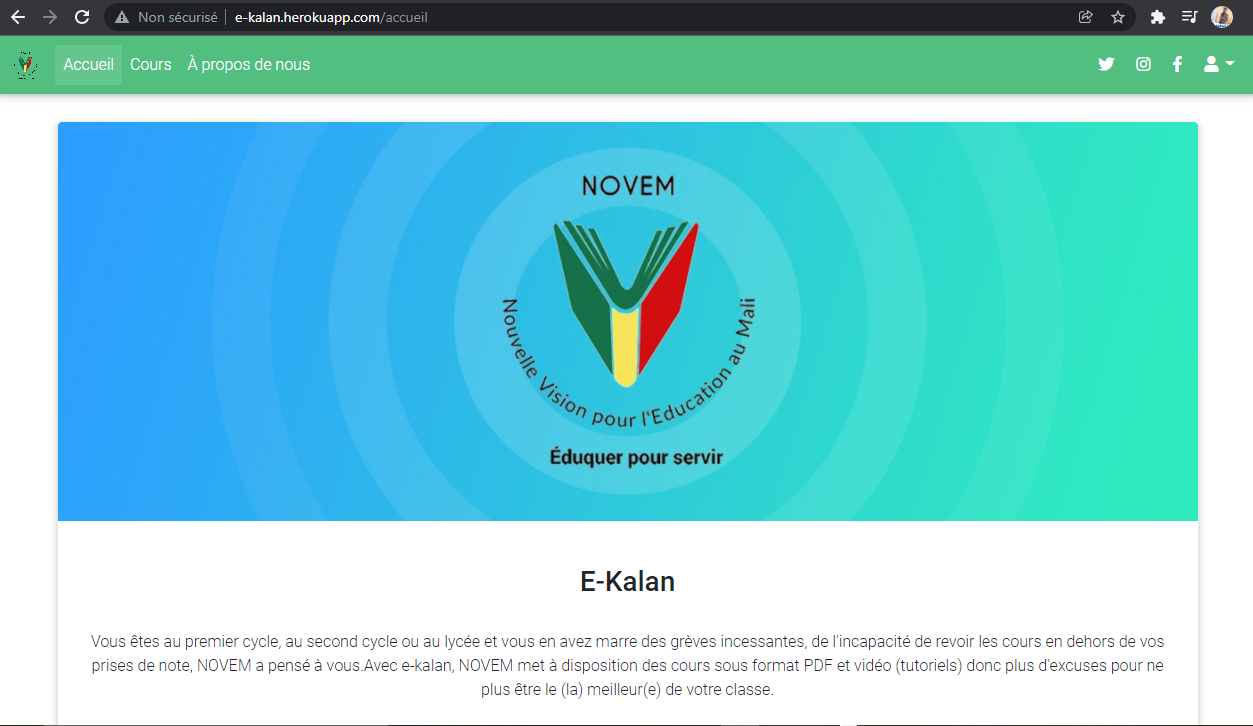 Non sécurisé | e-kalan.herokuapp.com/accueil
Accueil Cours À propos de nous
NOVEM
Nouvelle Vision pour l'Education au Mali
Éduquer pour servir
E-Kalan
Vous êtes au premier cycle, au second cycle ou au lycée et vous en avez marre des grèves incessantes, de l'incapacité de revoir les cours en dehors de vos
prises de note, NOVEM a pensé à vous.Avec e-kalan, NOVEM met à disposition des cours sous format PDF et vidéo (tutoriels) donc plus d'excuses pour ne
plus être le (la) meilleur(e) de votre classe.